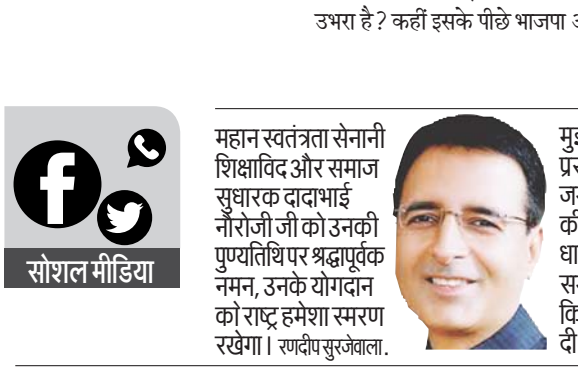 उभरा है? कहीं इसके पीछे भाजपा
सोशल मीडिया
महान स्वतंत्रता सेनानी
शिक्षाविद और समाज
सुधारक दादाभाई
नौरोजी जी को उनकी
पुण्यतिथि पर श्रद्धापूर्वक
नमन, उनके योगदान
को राष्ट्र हमेशा स्मरण
रखेगा। रणदीप सुरजेवाला.
की
दी